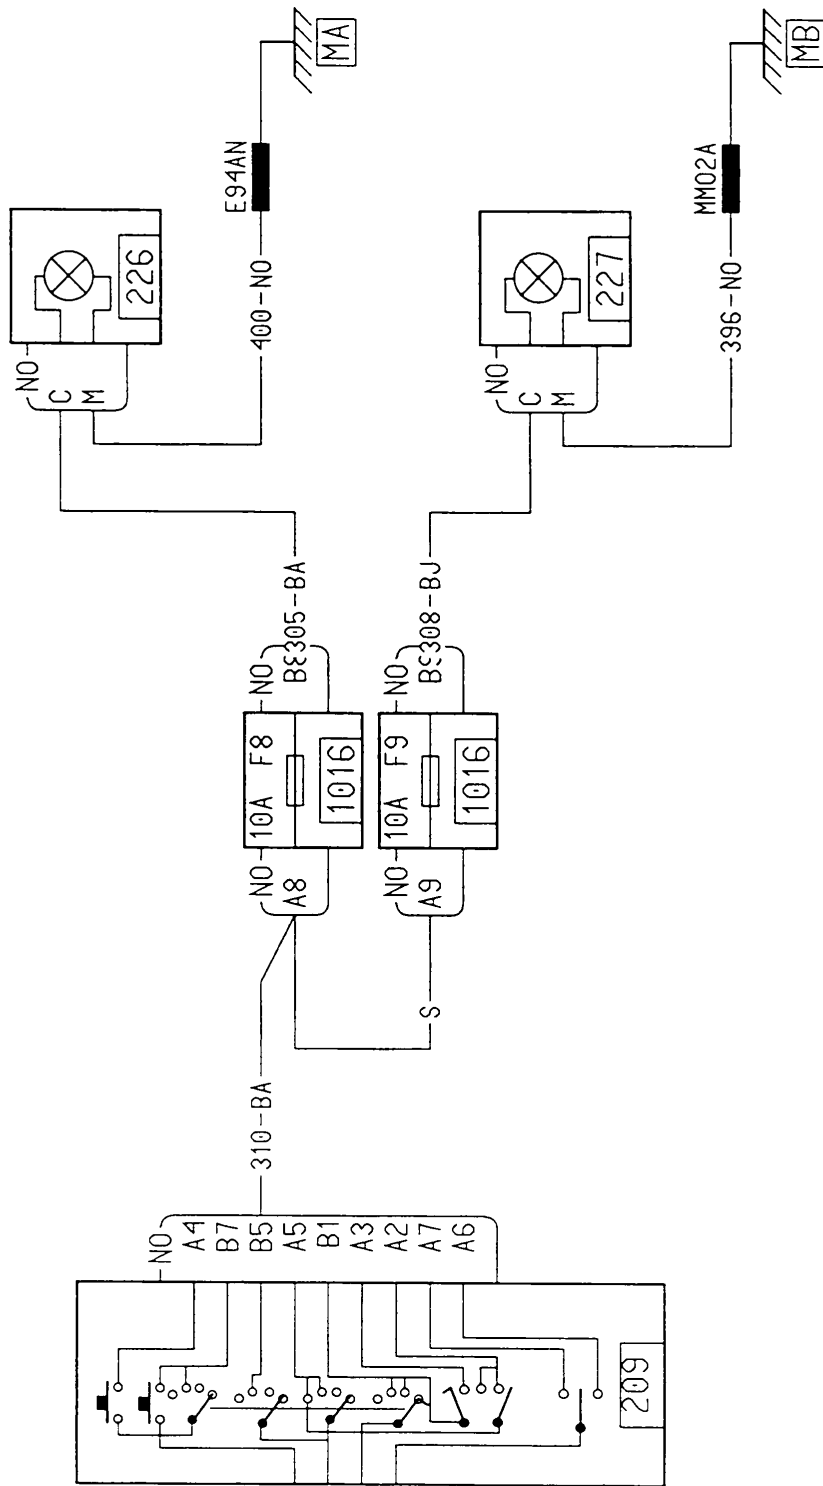 MA
E94AN
226
NO
C
M
400-NO
MB
MM02A
227
NO
C
M
396-NO
305-BA
NO
10A F8
1016
NO
A8
308-BJ
NO
10A F9
1016
NO
A9
S
310-BA
NO
A4
B7
B5
A5
B1
A3
A2
A7
A6
209